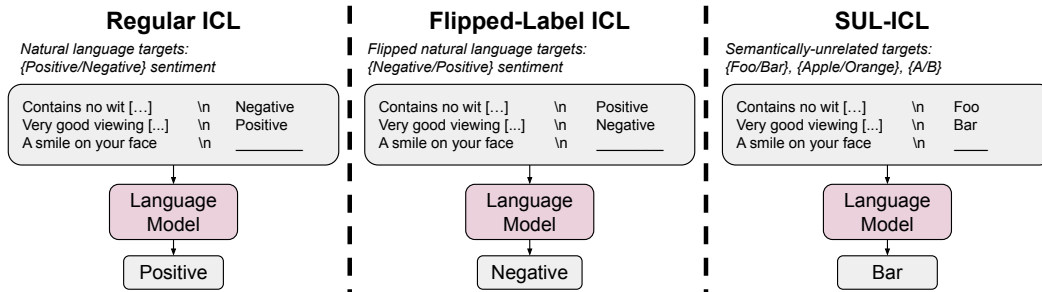 Regular ICL
Natural language targets:
{Positive/Negative} sentiment
Contains no wit […] \n Negative
Very good viewing [...] \n Positive
A smile on your face \n ________
Language
Model
Positive
Flipped-Label ICL
Flipped natural language targets:
{Negative/Positive} sentiment
Contains no wit […] \n Positive
Very good viewing [...] \n Negative
A smile on your face \n ________
Language
Model
Negative
SUL-ICL
Semantically-unrelated targets:
{Foo/Bar}, {Apple/Orange}, {A/B}
Contains no wit […] \n Foo
Very good viewing [...] \n Bar
A smile on your face \n ____
Language
Model
Bar